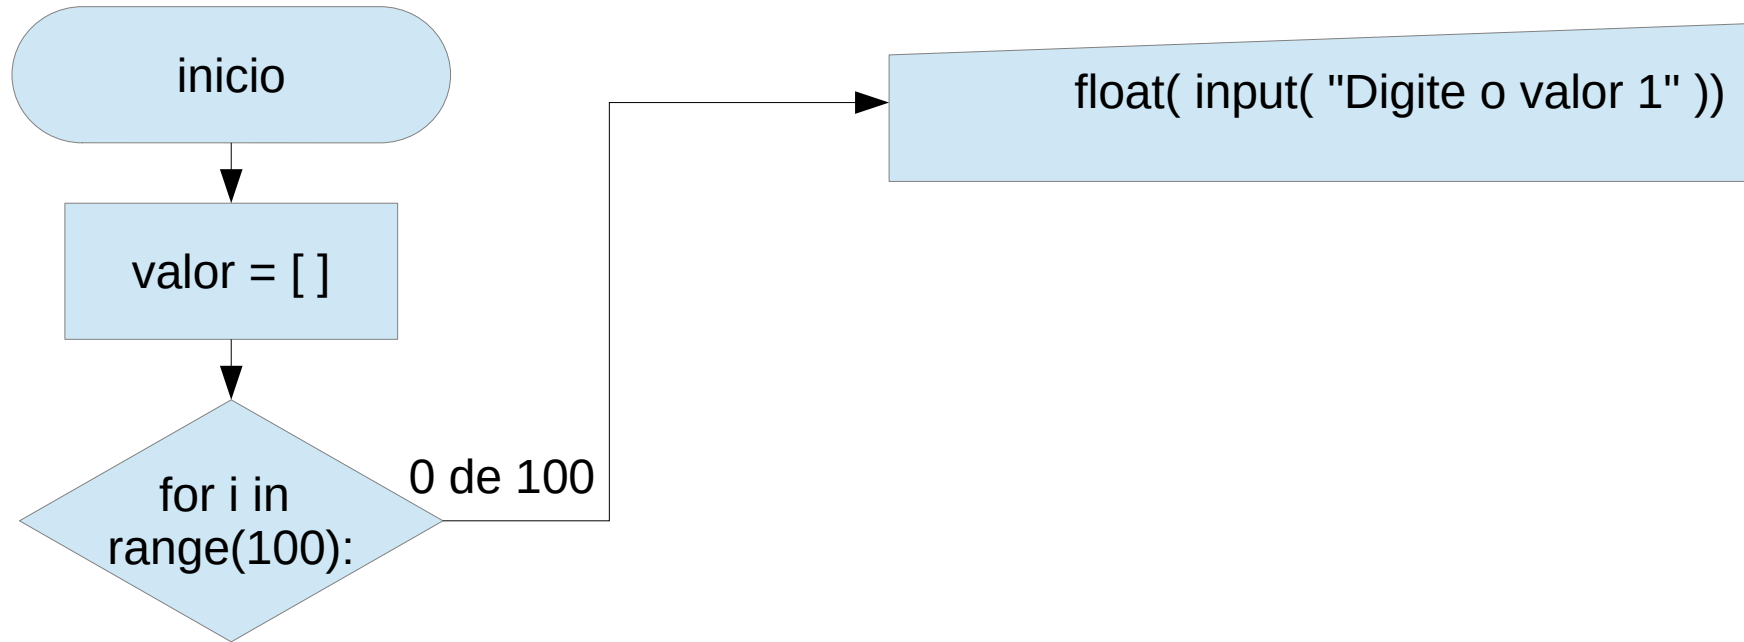 inicio
float( input( "Digite o valor 1" ))
valor = [ ]
0 de 100
for i in
range(100):